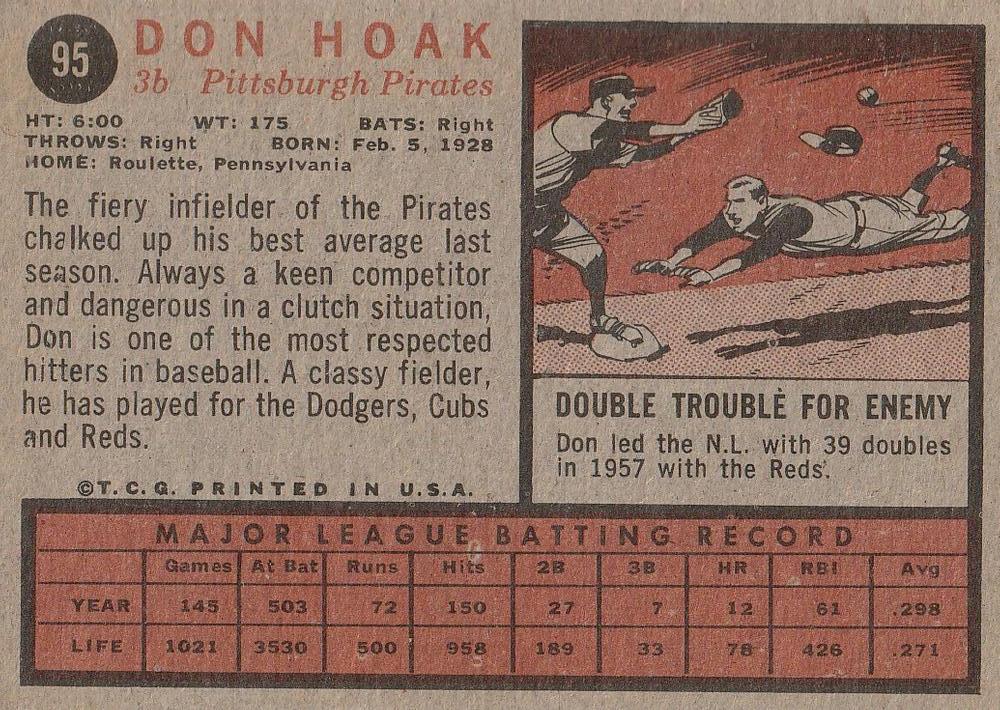 95
DON HOAK
3b Pittsburgh Pirates
HT: 6:00 WT: 175 BATS: Right
THROWS: Right BORN: Feb. 5, 1928
HOME: Roulette, Pennsylvania
The fiery infielder of the Pirates
chalked up his best average last
season. Always a keen competitor
and dangerous in a clutch situation,
Don is one of the most respected
hitters in baseball. A classy fielder,
he has played for the Dodgers, Cubs
and Reds.
©T.C.G. PRINTED IN U.S.A.
DOUBLE TROUBLE FOR ENEMY
Don led the N.L. with 39 doubles
in 1957 with the Reds.
MAJOR LEAGUE BATTING RECORD
Games At Bat Runs Hits 2B 3B HR RBI Avg
YEAR 145 503 72 150 27 7 12 61 .298
LIFE 1021 3530 500 958 189 33 78 426 .271